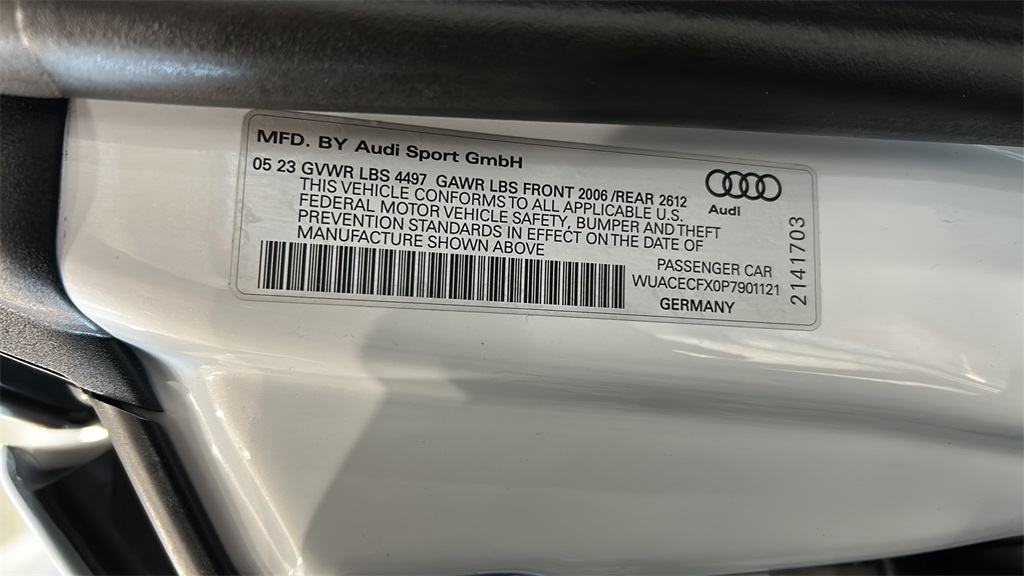 MFD. BY Audi Sport GmbH
05 23 GVWR LBS 4497 GAWR LBS FRONT 2006 /REAR 2612
THIS VEHICLE CONFORMS TO ALL APPLICABLE U.S.
FEDERAL MOTOR VEHICLE SAFETY, BUMPER AND THEFT
PREVENTION STANDARDS IN EFFECT ON THE DATE OF
MANUFACTURE SHOWN ABOVE
Audi
PASSENGER CAR
WUACECFX0P7901121
GERMANY
2141703